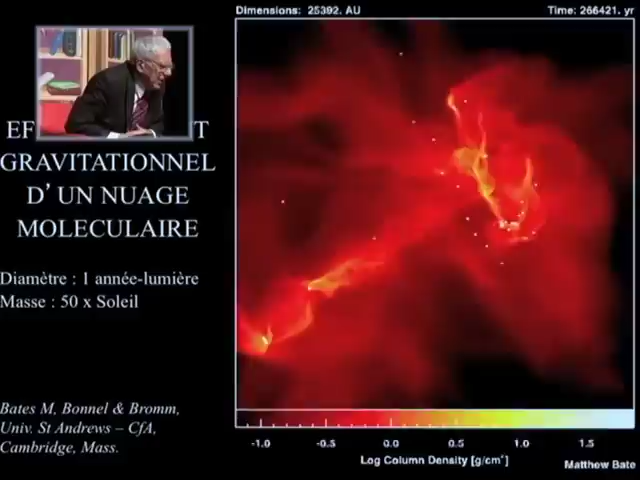 Dimensions: 25392. AU
Time: 266421. yr
EF T
GRAVITATIONNEL
D'UN NUAGE
MOLECULAIRE
Diamètre : 1 année-lumière
Masse : 50 x Soleil
Bates M, Bonnel & Bromm,
Univ. St Andrews – CfA,
Cambridge, Mass.
-1.0 -0.5 0.0 0.5 1.0 1.5
Log Column Density [g/cm²]
Matthew Bate